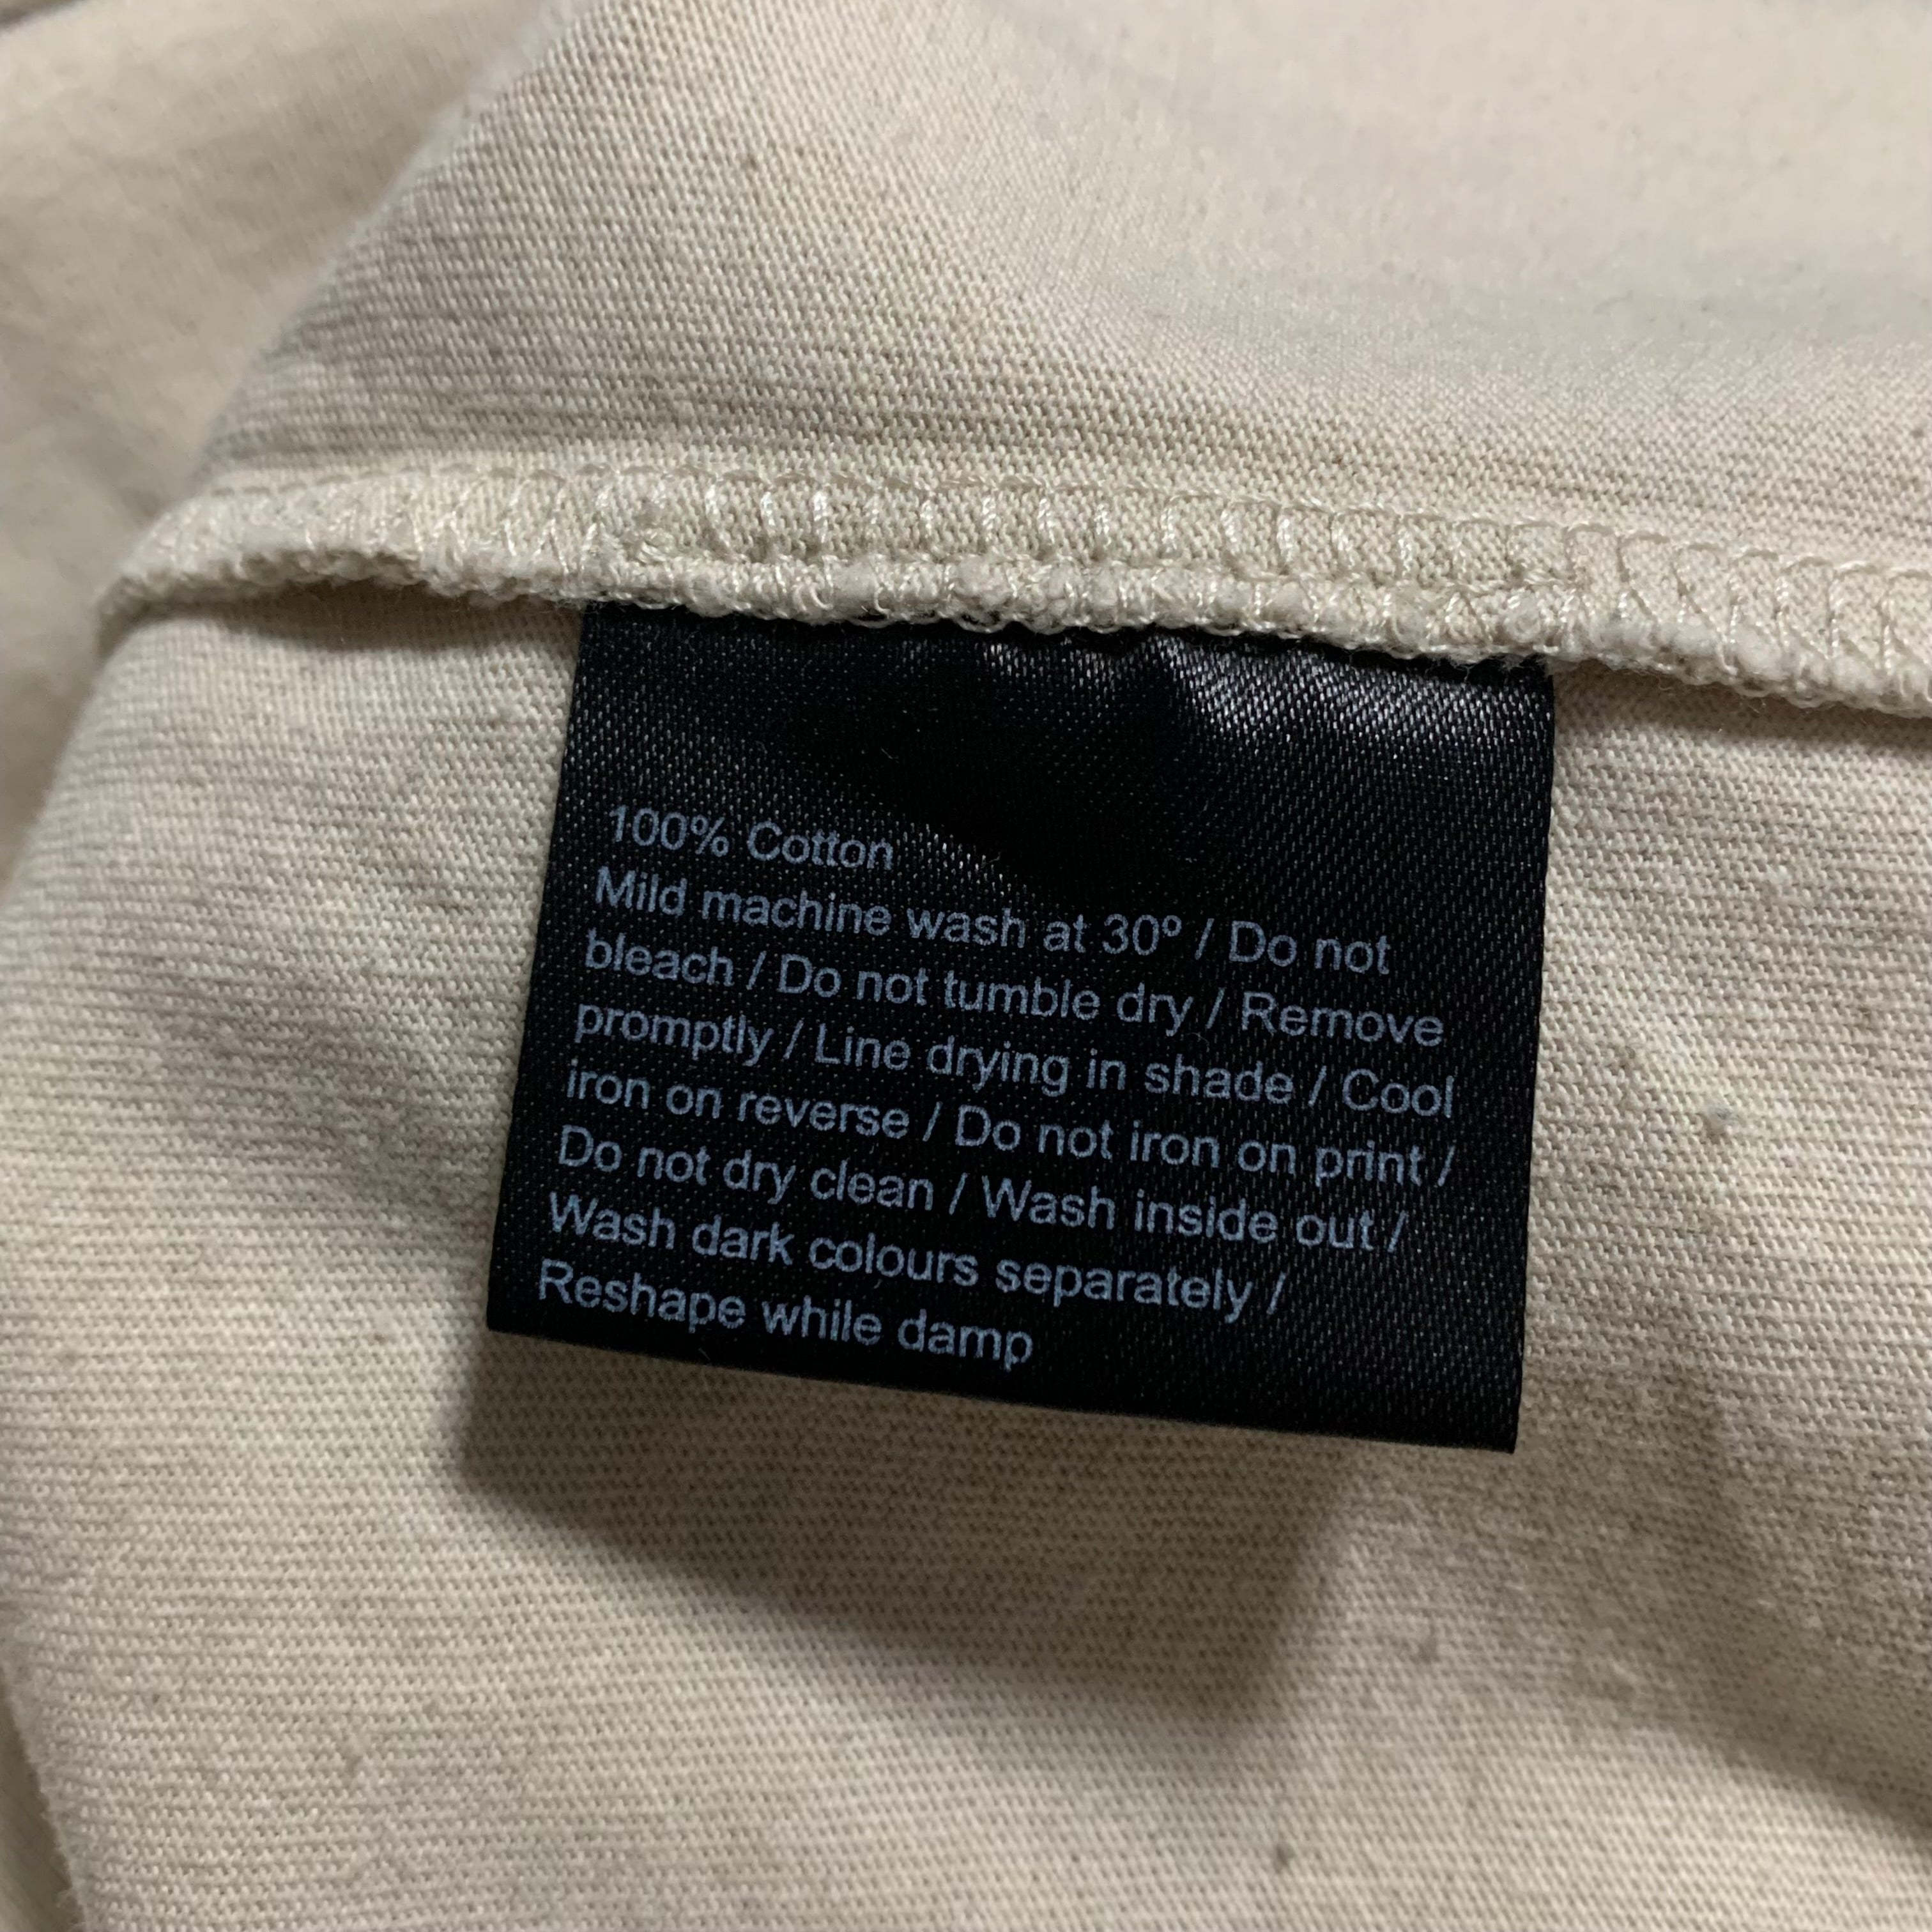 100% Cotton
Mild machine wash at 30º / Do not
bleach / Do not tumble dry / Remove
promptly / Line drying in shade / Cool
iron on reverse / Do not iron on print /
Do not dry clean / Wash inside out /
Wash dark colours separately /
Reshape while damp